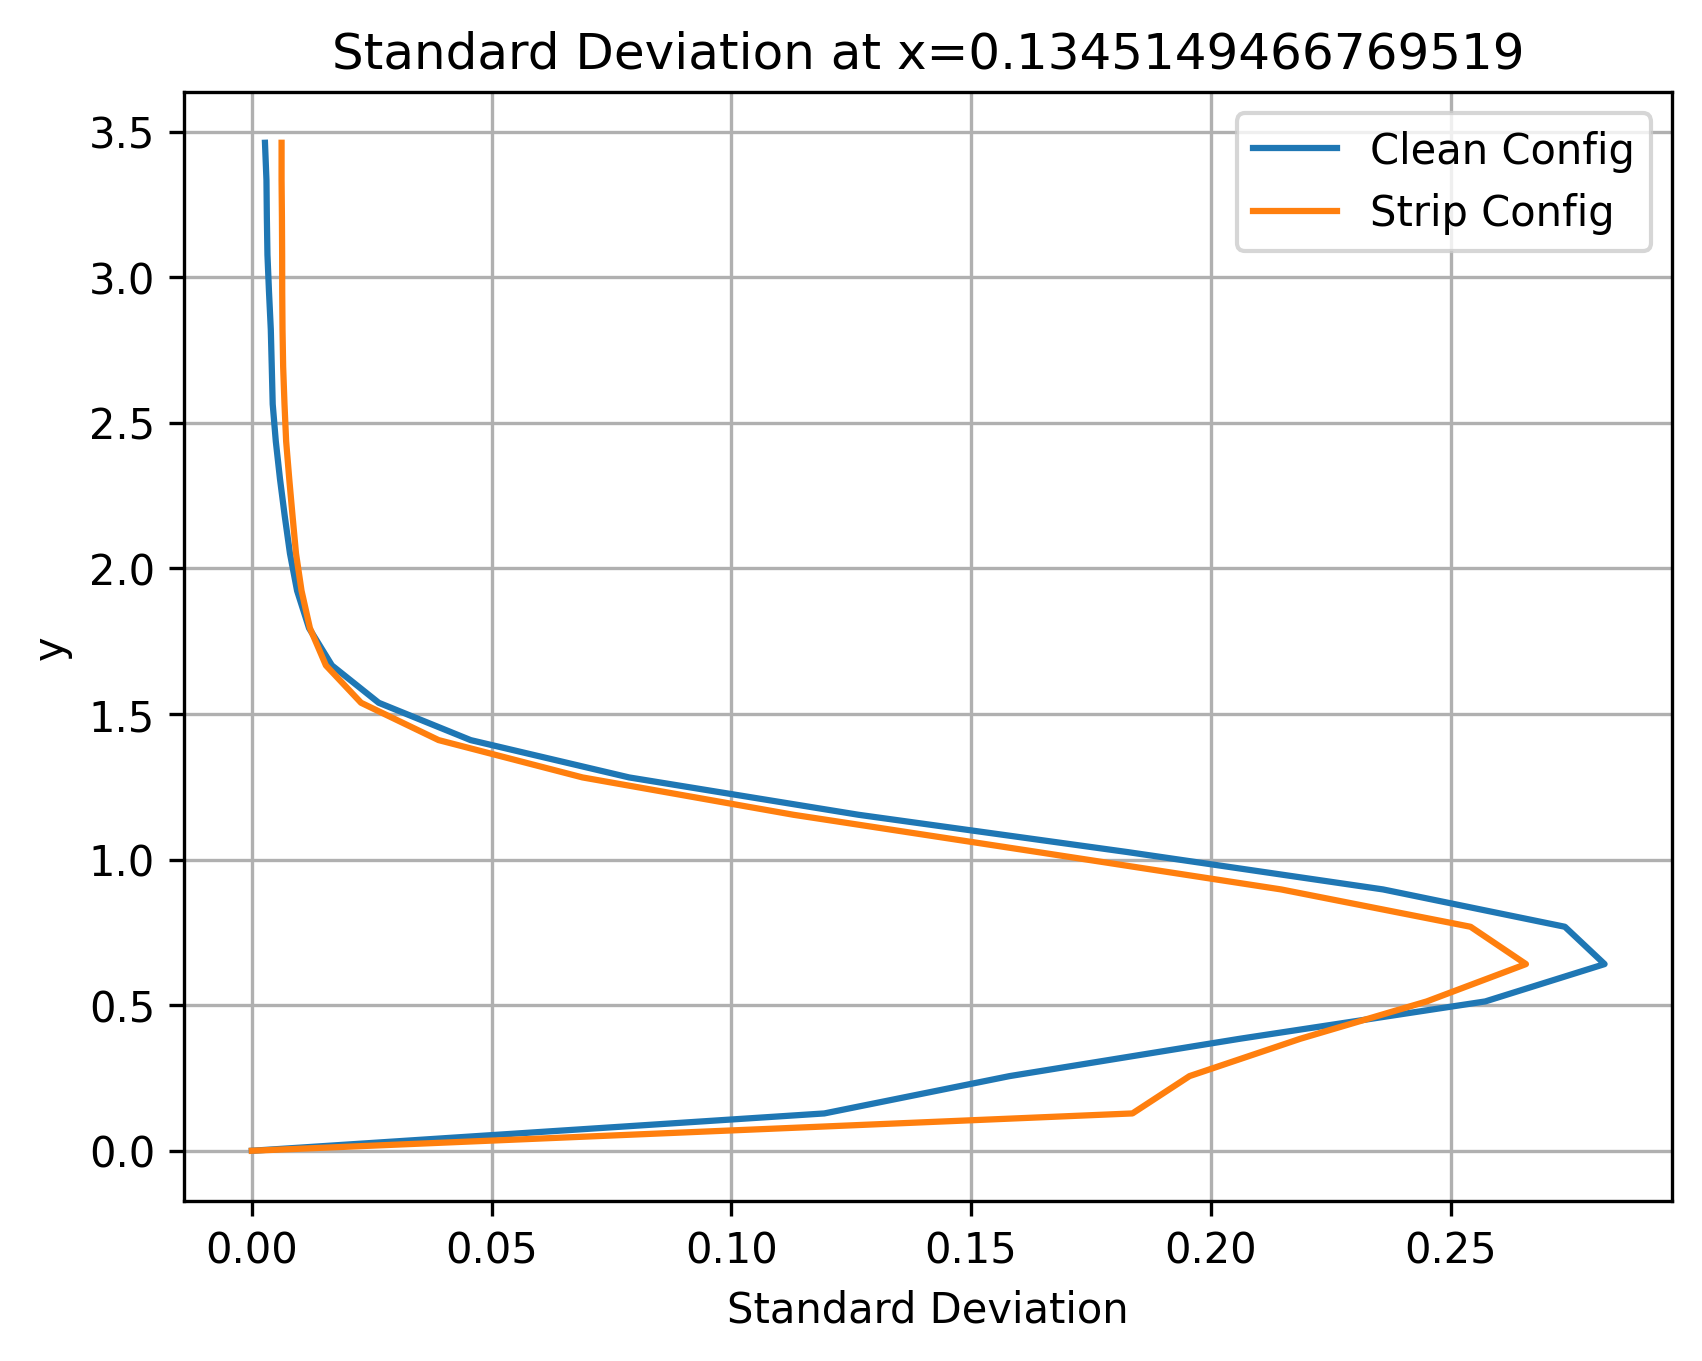 Standard Deviation at x=0.1345149466769519
Clean Config
Strip Config
3.5
3.0
2.5
2.0
1.5
1.0
0.5
0.0
y
0.00 0.05 0.10 0.15 0.20 0.25
Standard Deviation